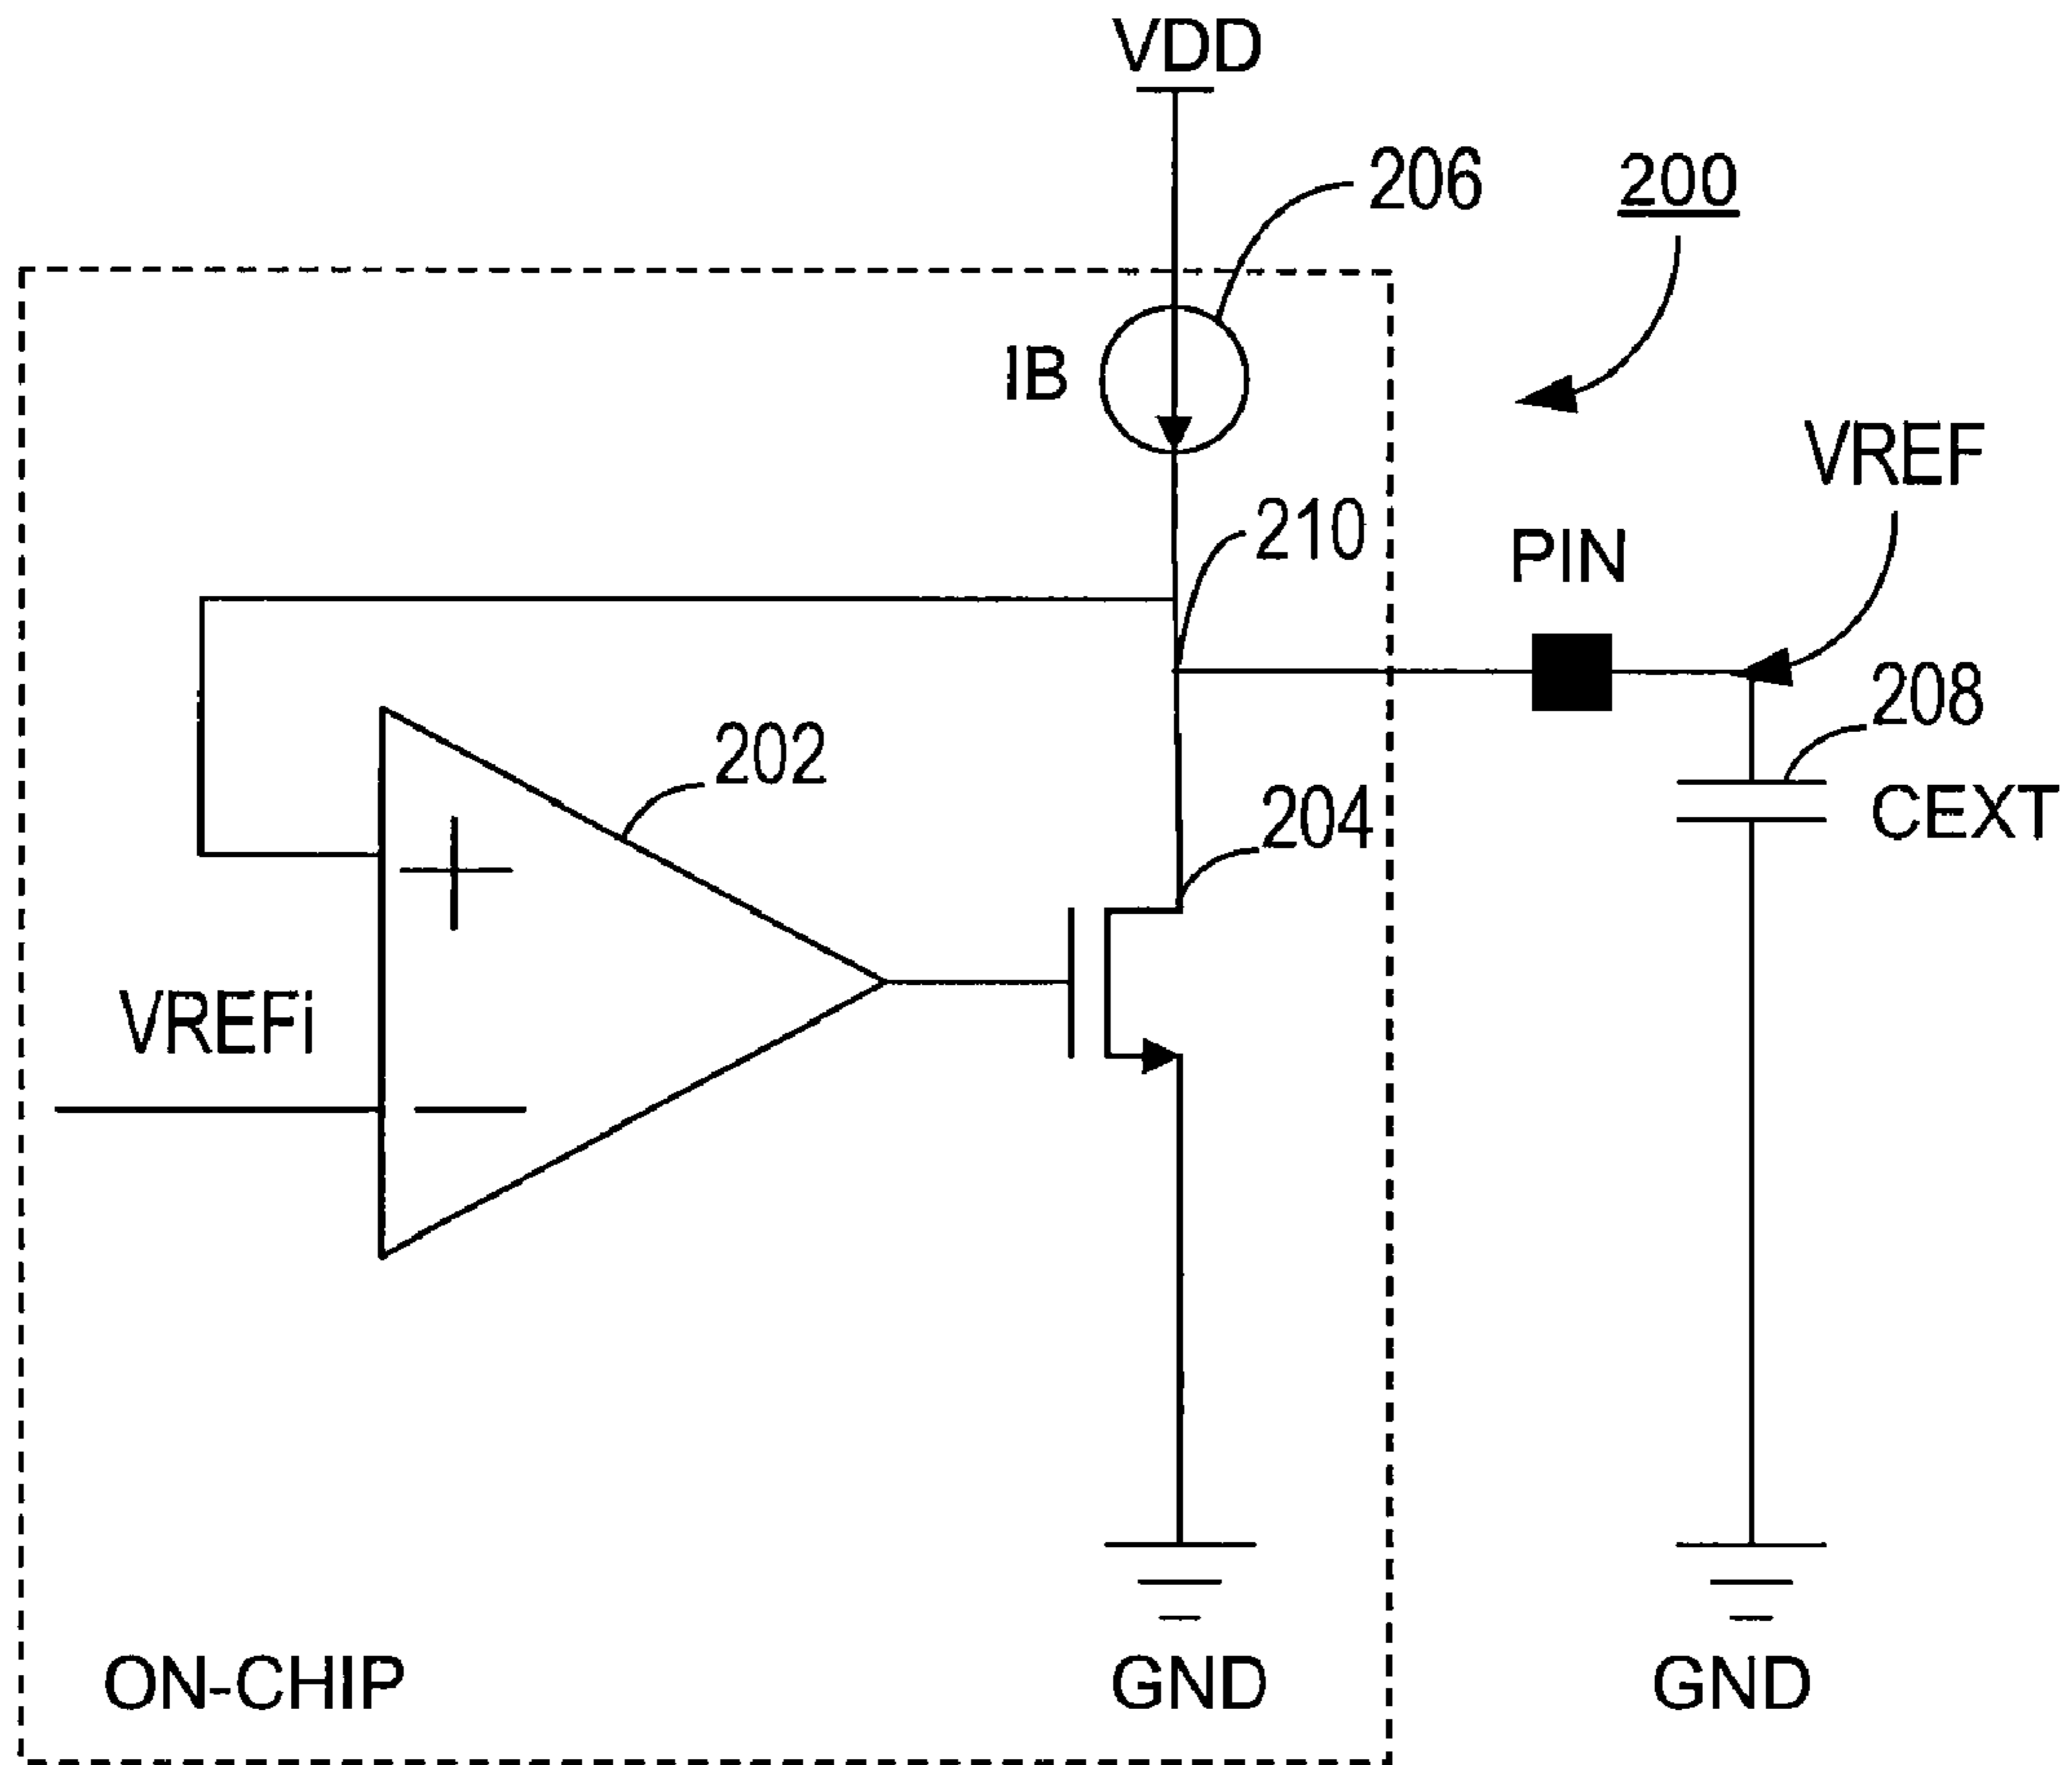 VDD
206
200
IB
VREF
210
PIN
208
202
CEXT
204
+
VREFi
−
ON-CHIP
GND
GND